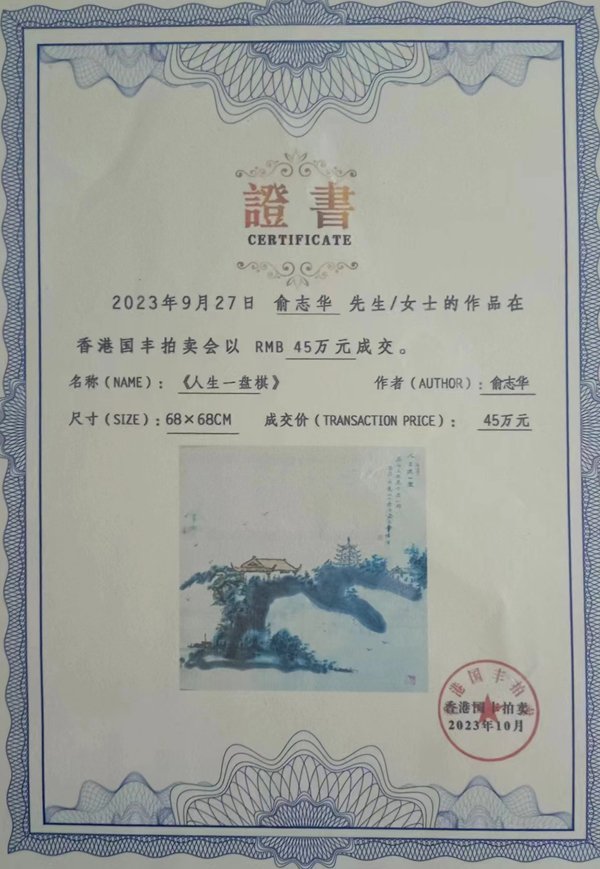 證書
CERTIFICATE
2023年9月27日 俞志华 先生/女士的作品在
香港国丰拍卖会以 RMB 45万元成交。
名称（NAME）：《人生一盘棋》 作者（AUTHOR）：俞志华
尺寸（SIZE）：68×68CM 成交价（TRANSACTION PRICE）： 45万元
港国丰拍
香港国丰拍卖
2023年10月